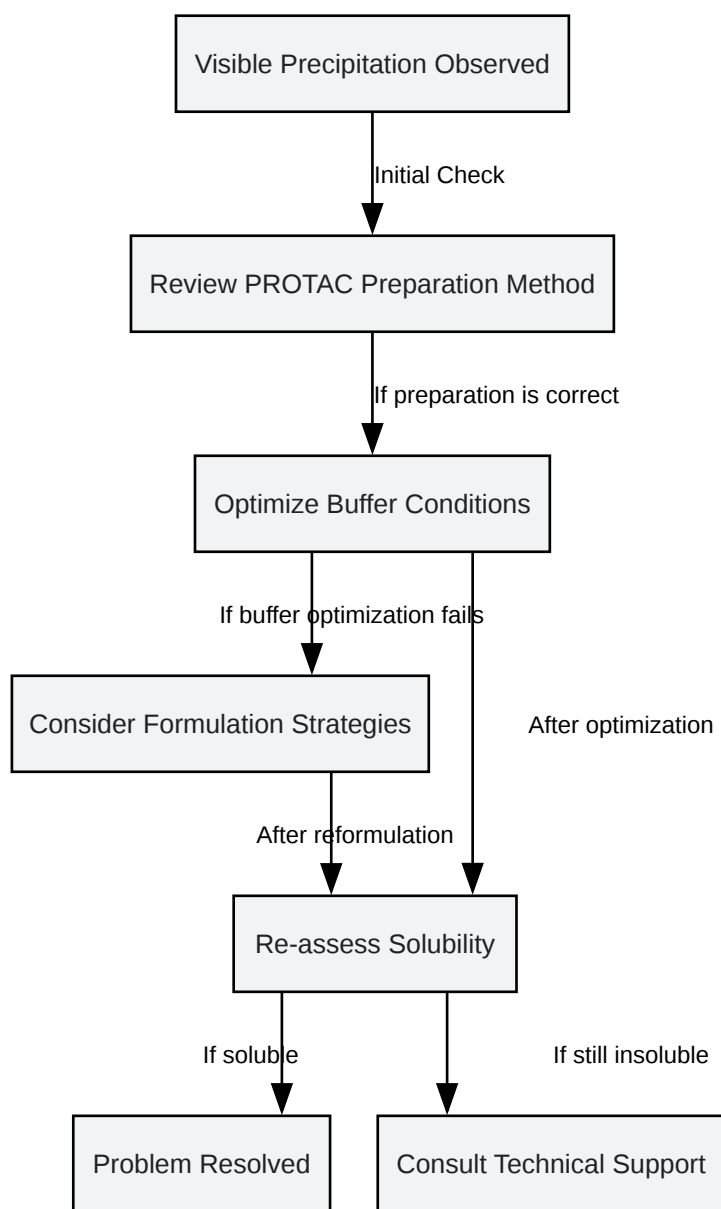 Visible Precipitation Observed
Initial Check
Review PROTAC Preparation Method
If preparation is correct
Optimize Buffer Conditions
If buffer optimization fails
Consider Formulation Strategies
After optimization
After reformulation
Re-assess Solubility
If soluble
If still insoluble
Problem Resolved
Consult Technical Support